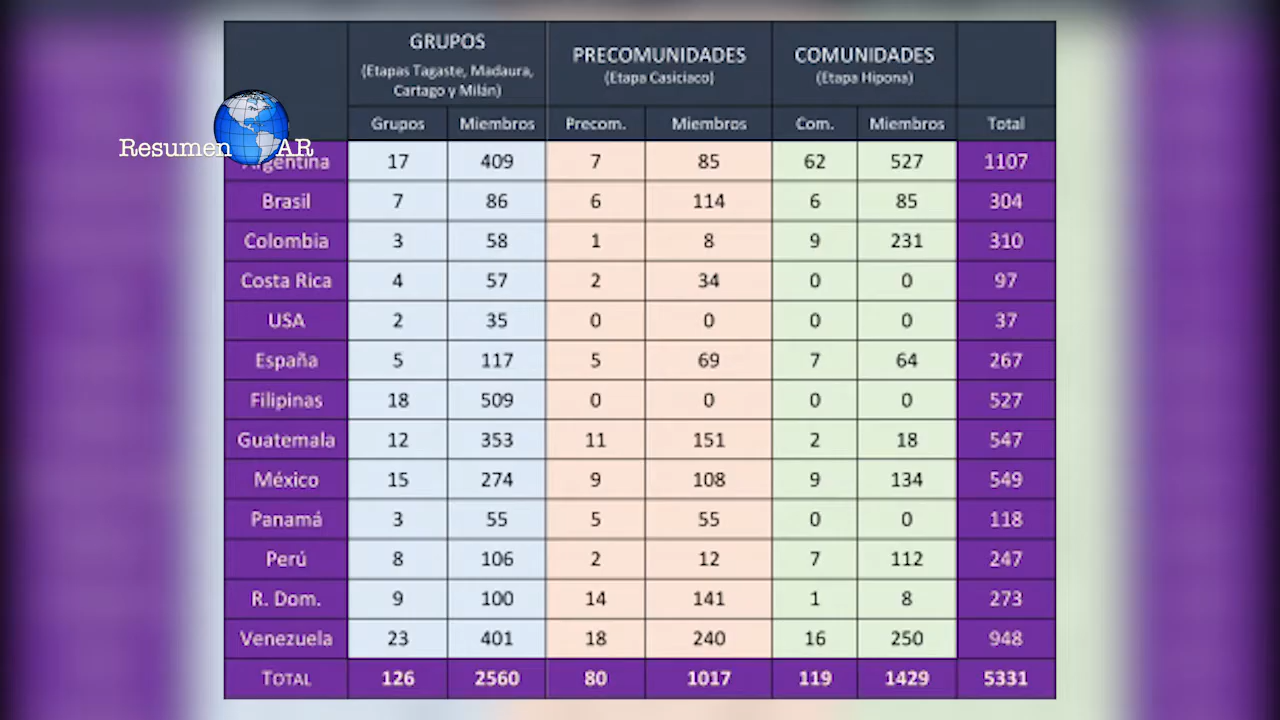 GRUPOS PRECOMUNIDADES COMUNIDADES
(Etapas Tagaste, Madaura, Cartago y Milán) (Etapa Casiciaco) (Etapa Hipona)
Grupos Miembros Precom. Miembros Com. Miembros Total
Resumen AR
Argentina 17 409 7 85 62 527 1107
Brasil 7 86 6 114 6 85 304
Colombia 3 58 1 8 9 231 310
Costa Rica 4 57 2 34 0 0 97
USA 2 35 0 0 0 0 37
España 5 117 5 69 7 64 267
Filipinas 18 509 0 0 0 0 527
Guatemala 12 353 11 151 2 18 547
México 15 274 9 108 9 134 549
Panamá 3 55 5 55 0 0 118
Perú 8 106 2 12 7 112 247
R. Dom. 9 100 14 141 1 8 273
Venezuela 23 401 18 240 16 250 948
TOTAL 126 2560 80 1017 119 1429 5331